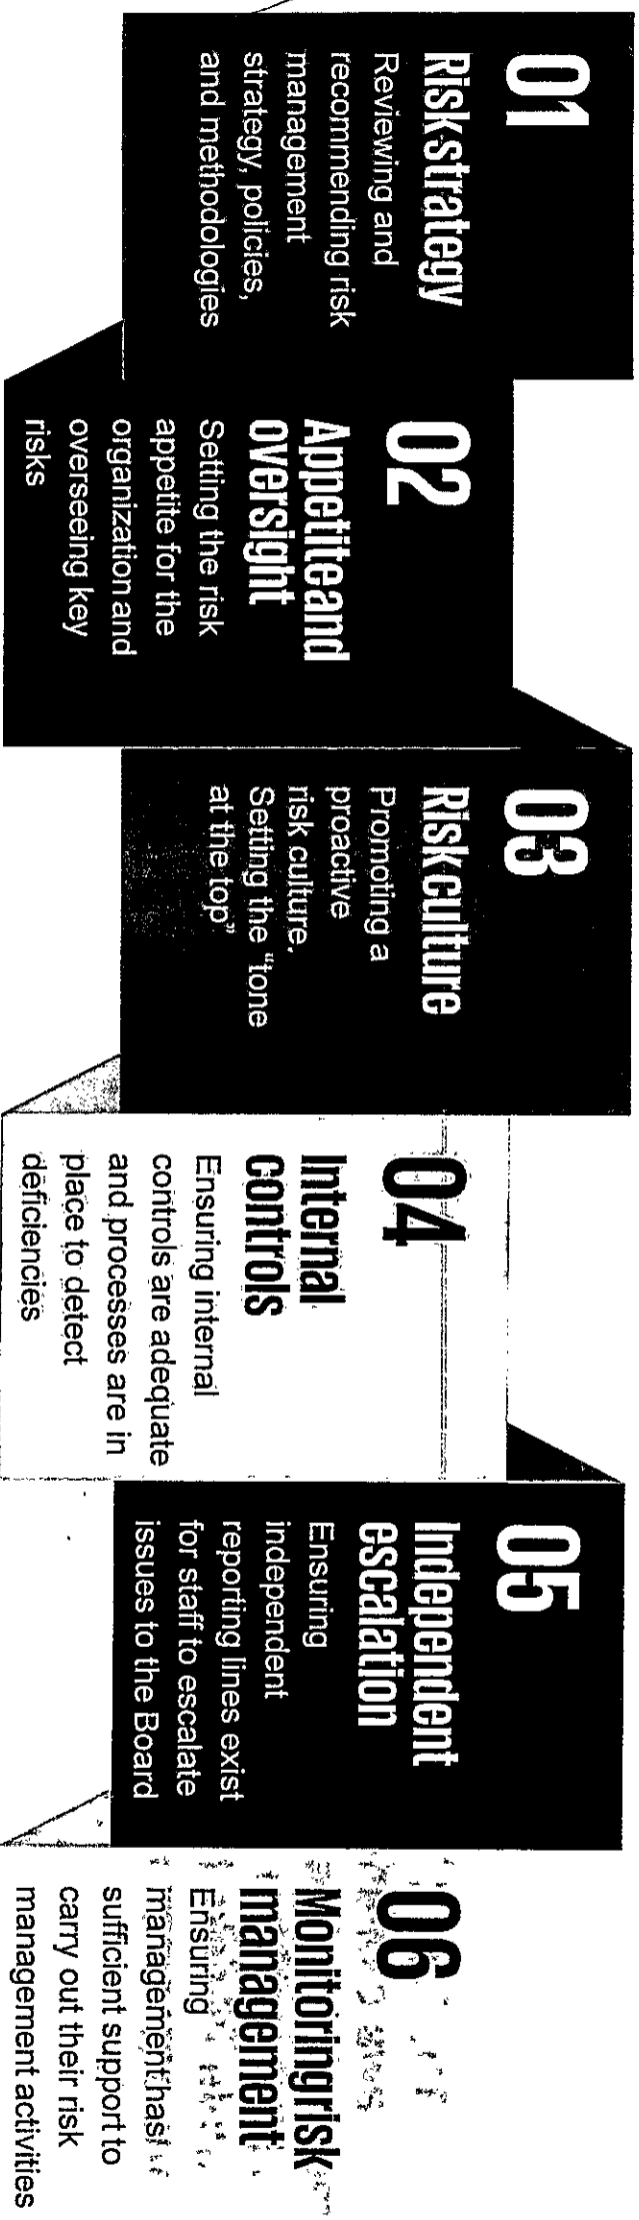 01
Risk strategy
Reviewing and
recommending risk
management
strategy, policies,
and methodologies
02
Appetite and
oversight
Setting the risk
appetite for the
organization and
overseeing key
risks
03
Risk culture
Promoting a
proactive
risk culture.
Setting the "tone
at the top"
04
Internal
controls
Ensuring internal
controls are adequate
and processes are in
place to detect
deficiencies
05
Independent
escalation
Ensuring
independent
reporting lines exist
for staff to escalate
issues to the Board
06
Monitoring risk
management
Ensuring
management has
sufficient support to
carry out their risk
management activities